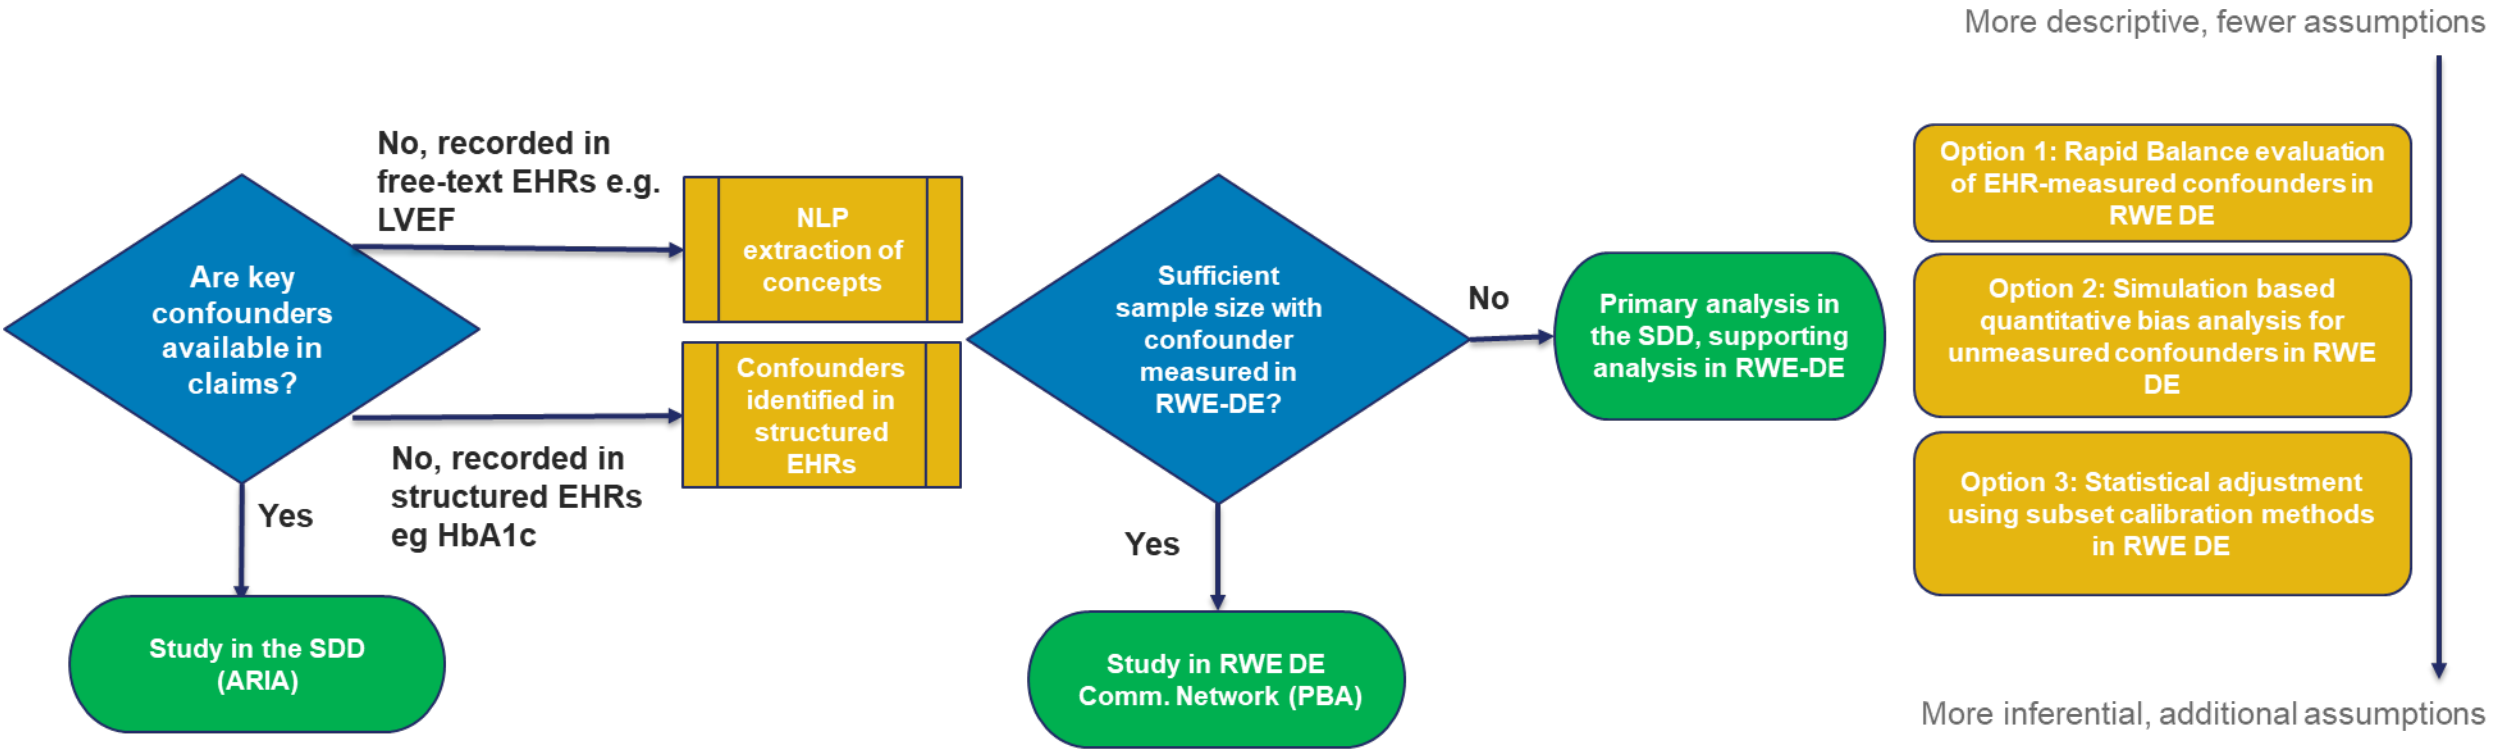 More descriptive, fewer assumptions
No, recorded in
free-text EHRs e.g.
LVEF
Are key
confounders
available in
claims?
Yes
No, recorded in
structured EHRs
eg HbA1c
Study in the SDD
(ARIA)
NLP
extraction of
concepts
Confounders
identified in
structured
EHRs
Sufficient
sample size with
confounder
measured in
RWE-DE?
No
Yes
Study in RWE DE
Comm. Network (PBA)
Primary analysis in
the SDD, supporting
analysis in RWE-DE
Option 1: Rapid Balance evaluation
of EHR-measured confounders in
RWE DE
Option 2: Simulation based
quantitative bias analysis for
unmeasured confounders in RWE
DE
Option 3: Statistical adjustment
using subset calibration methods
in RWE DE
More inferential, additional assumptions